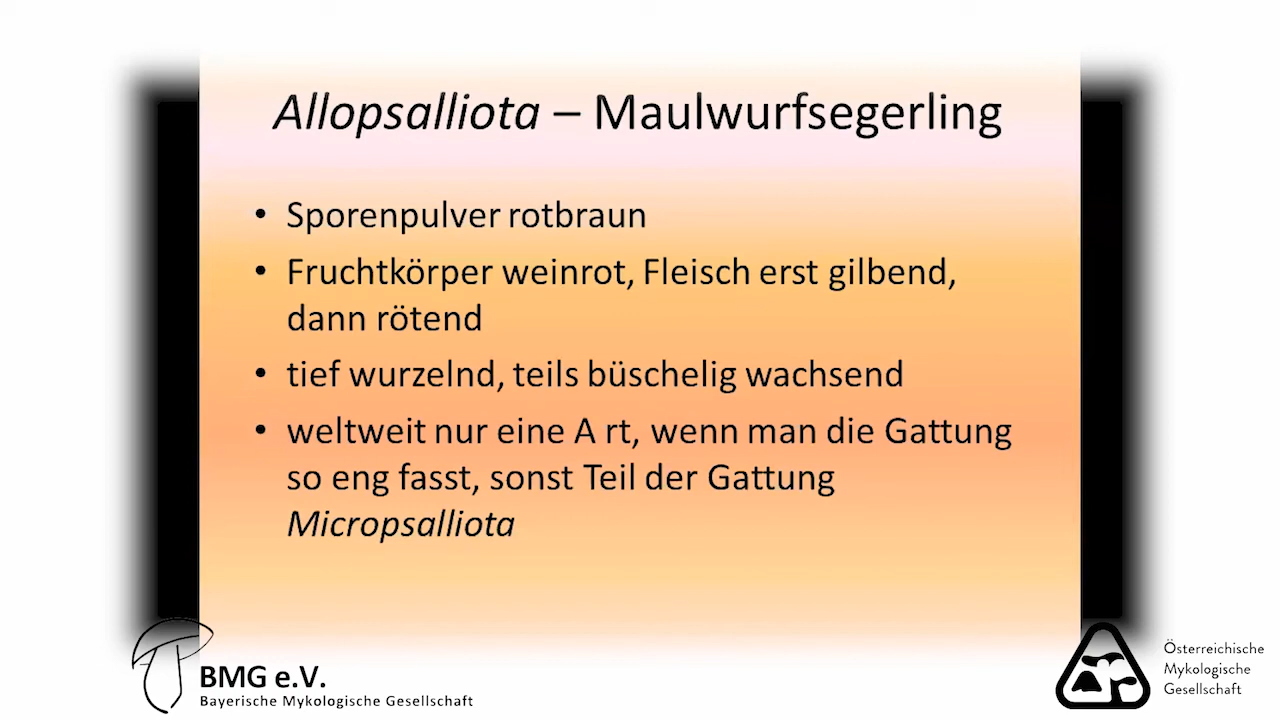 Allopsalliota – Maulwurfsegerling
• Sporenpulver rotbraun
• Fruchtkörper weinrot, Fleisch erst gilbend,
dann rötend
• tief wurzelnd, teils büschelig wachsend
• weltweit nur eine A rt, wenn man die Gattung
so eng fasst, sonst Teil der Gattung
Micropsalliota
BMG e.V.
Bayerische Mykologische Gesellschaft
Österreichische
Mykologische
Gesellschaft